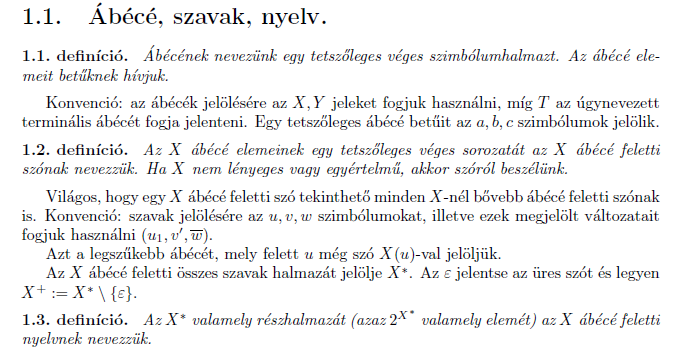 1.1. Ábécé, szavak, nyelv.
1.1. definíció. Ábécének nevezünk egy tetszőleges véges szimbólumhalmazt. Az ábécé ele-
meit betűknek hívjuk.
Konvenció: az ábécék jelölésére az X, Y jeleket fogjuk használni, míg T az úgynevezett
terminális ábécét fogja jelenteni. Egy tetszőleges ábécé betűit az a, b, c szimbólumok jelölik.
1.2. definíció. Az X ábécé elemeinek egy tetszőleges véges sorozatát az X ábécé feletti
szónak nevezzük. Ha X nem lényeges vagy egyértelmű, akkor szóról beszélünk.
Világos, hogy egy X ábécé feletti szó tekinthető minden X-nél bővebb ábécé feletti szónak
is. Konvenció: szavak jelölésére az u, v, w szimbólumokat, illetve ezek megjelölt változatait
fogjuk használni (u₁, v′, w̅).
Azt a legszűkebb ábécét, mely felett u még szó X(u)-val jelöljük.
Az X ábécé feletti összes szavak halmazát jelölje X*. Az ε jelentse az üres szót és legyen
X⁺ := X* \ {ε}.
1.3. definíció. Az X* valamely részhalmazát (azaz 2^{X*} valamely elemét) az X ábécé feletti
nyelvnek nevezzük.